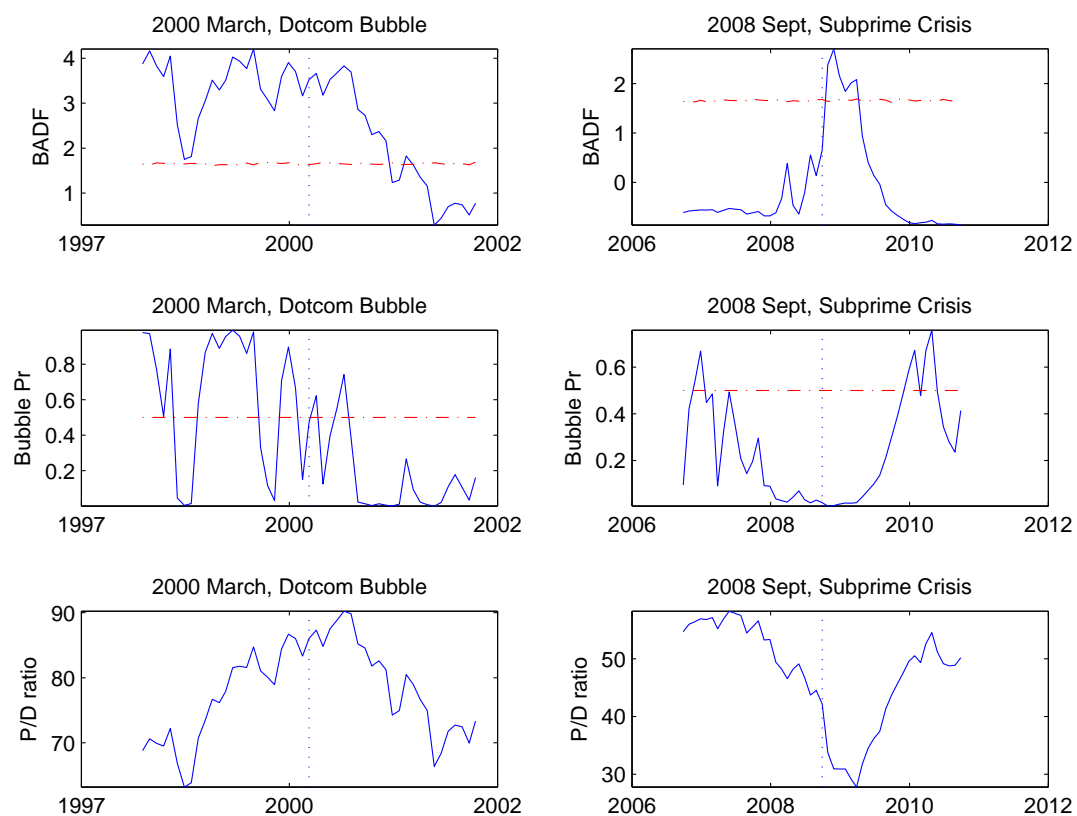 2000 March, Dotcom Bubble
BADF
4
3
2
1
1997 2000 2002
2008 Sept, Subprime Crisis
BADF
2
1
0
2006 2008 2010 2012
2000 March, Dotcom Bubble
Bubble Pr
0.8
0.6
0.4
0.2
1997 2000 2002
2008 Sept, Subprime Crisis
Bubble Pr
0.6
0.4
0.2
2006 2008 2010 2012
2000 March, Dotcom Bubble
P/D ratio
90
80
70
1997 2000 2002
2008 Sept, Subprime Crisis
P/D ratio
50
40
30
2006 2008 2010 2012